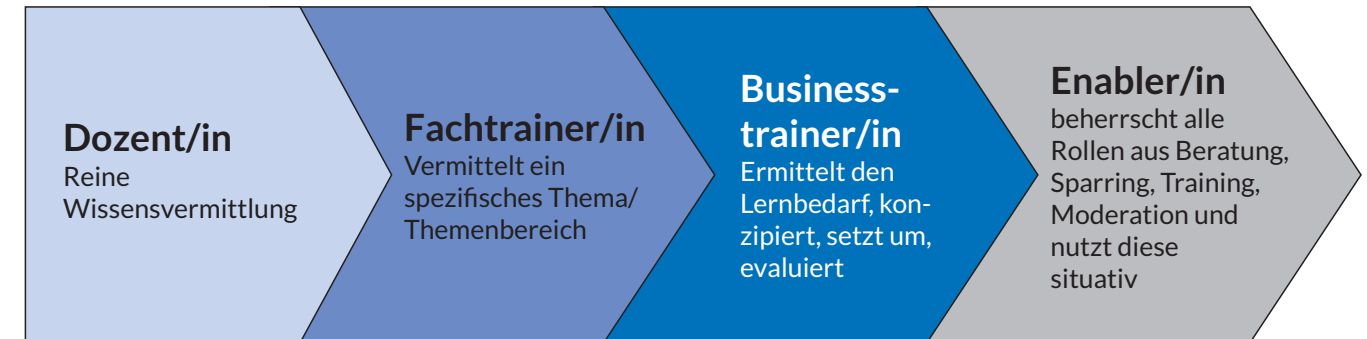 Dozent/in
Reine
Wissensvermittlung
Fachtrainer/in
Vermittelt ein
spezifisches Thema/
Themenbereich
Business-
trainer/in
Ermittelt den
Lernbedarf, kon-
zipiert, setzt um,
evaluiert
Enabler/in
beherrscht alle
Rollen aus Beratung,
Sparring, Training,
Moderation und
nutzt diese
situativ